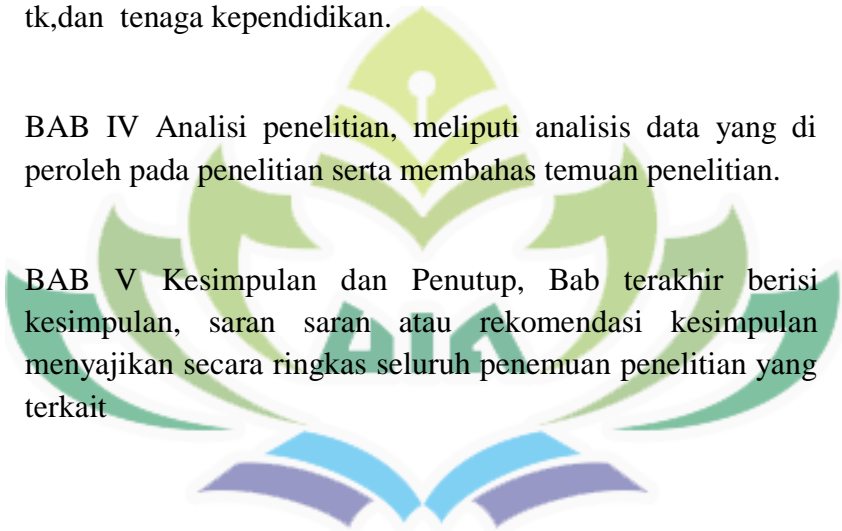 tk,dan tenaga kependidikan.
BAB IV Analisi penelitian, meliputi analisis data yang di
peroleh pada penelitian serta membahas temuan penelitian.
BAB V Kesimpulan dan Penutup, Bab terakhir berisi
kesimpulan, saran saran atau rekomendasi kesimpulan
menyajikan secara ringkas seluruh penemuan penelitian yang
terkait